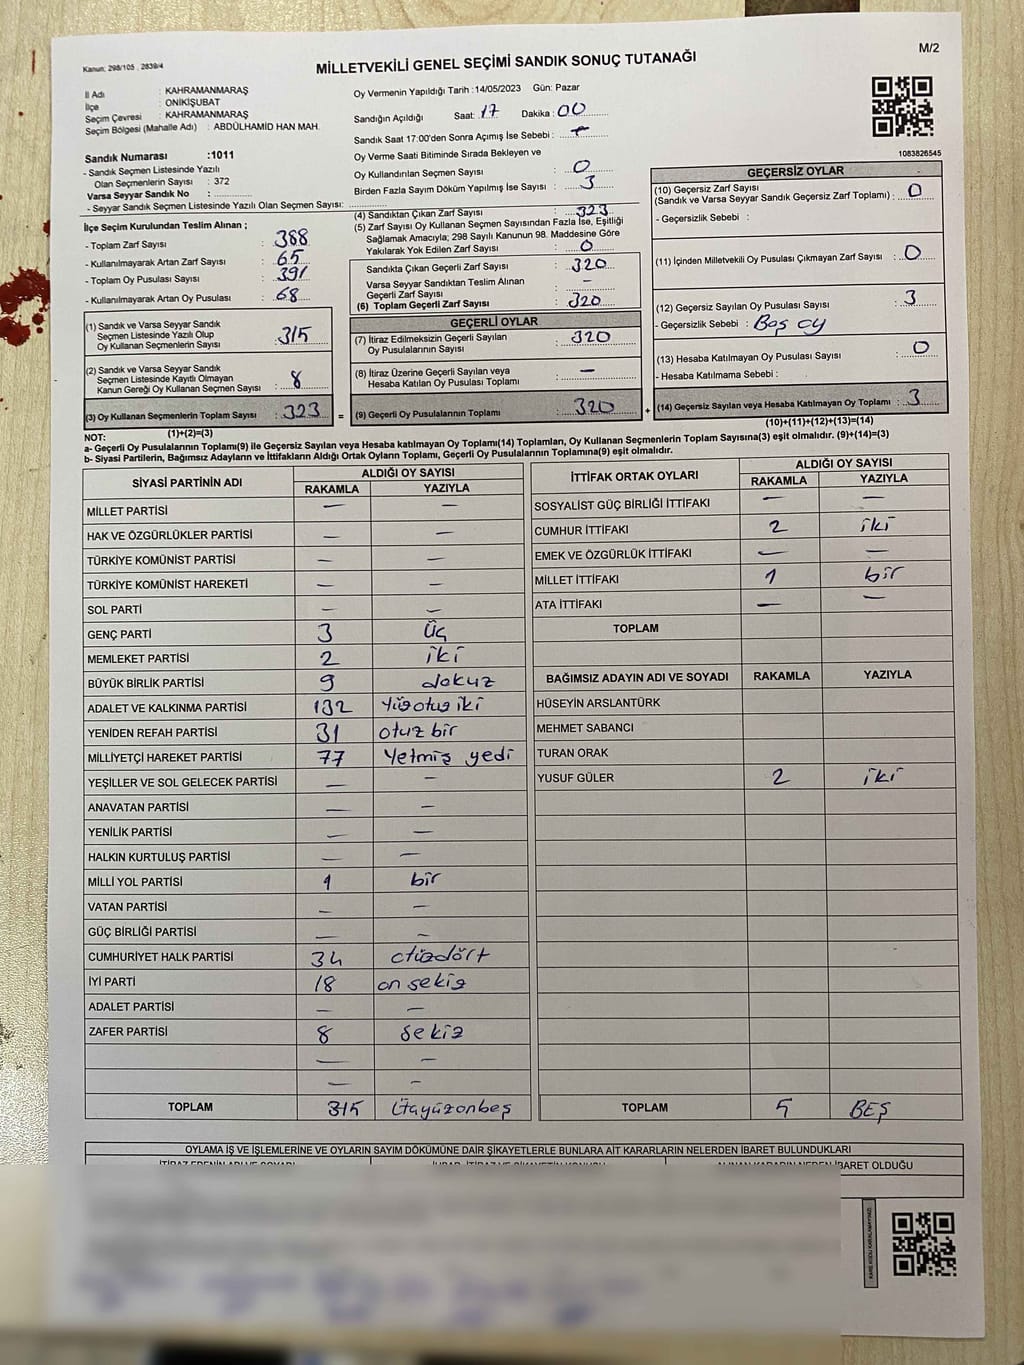 Kanun; 298/105 , 2839/4
MİLLETVEKİLİ GENEL SEÇİMİ SANDIK SONUÇ TUTANAĞI
M/2
İl Adı : KAHRAMANMARAŞ
İlçe : ONİKİŞUBAT
Seçim Çevresi : KAHRAMANMARAŞ
Seçim Bölgesi (Mahalle Adı) : ABDÜLHAMİD HAN MAH.
Sandık Numarası :1011
- Sandık Seçmen Listesinde Yazılı
Olan Seçmenlerin Sayısı : 372
Varsa Seyyar Sandık No :
- Seyyar Sandık Seçmen Listesinde Yazılı Olan Seçmen Sayısı:
Oy Vermenin Yapıldığı Tarih :14/05/2023 Gün: Pazar
Sandığın Açıldığı Saat: 17 Dakika : 00
Sandık Saat 17:00'den Sonra Açımış İse Sebebi :
Oy Verme Saati Bitiminde Sırada Bekleyen ve
Oy Kullandırılan Seçmen Sayısı : 0
Birden Fazla Sayım Döküm Yapılmış İse Sayısı : 3
1083826545
İlçe Seçim Kurulundan Teslim Alınan ;
- Toplam Zarf Sayısı : 388
- Kullanılmayarak Artan Zarf Sayısı : 65
- Toplam Oy Pusulası Sayısı : 391
- Kullanılmayarak Artan Oy Pusulası : 68
(1) Sandık ve Varsa Seyyar Sandık
Seçmen Listesinde Yazılı Olup
Oy Kullanan Seçmenlerin Sayısı : 315
(2) Sandık ve Varsa Seyyar Sandık
Seçmen Listesinde Kayıtlı Olmayan
Kanun Gereği Oy Kullanan Seçmen Sayısı : 8
(3) Oy Kullanan Seçmenlerin Toplam Sayısı : 323 =
(1)+(2)=(3)
(4) Sandıktan Çıkan Zarf Sayısı : 323
(5) Zarf Sayısı Oy Kullanan Seçmen Sayısından Fazla İse, Eşitliği
Sağlamak Amacıyla; 298 Sayılı Kanunun 98. Maddesine Göre
Yakılarak Yok Edilen Zarf Sayısı : 0
Sandıkta Çıkan Geçerli Zarf Sayısı : 320
Varsa Seyyar Sandıktan Teslim Alınan
Geçerli Zarf Sayısı : -
(6) Toplam Geçerli Zarf Sayısı : 320
GEÇERLİ OYLAR
(7) İtiraz Edilmeksizin Geçerli Sayılan
Oy Pusulalarının Sayısı : 320
(8) İtiraz Üzerine Geçerli Sayılan veya
Hesaba Katılan Oy Pusulası Toplamı : -
(9) Geçerli Oy Pusulalarının Toplamı : 320 +
GEÇERSİZ OYLAR
(10) Geçersiz Zarf Sayısı
(Sandık ve Varsa Seyyar Sandık Geçersiz Zarf Toplamı) : 0
- Geçersizlik Sebebi :
(11) İçinden Milletvekili Oy Pusulası Çıkmayan Zarf Sayısı : 0
(12) Geçersiz Sayılan Oy Pusulası Sayısı : 3
- Geçersizlik Sebebi : Boş oy
(13) Hesaba Katılmayan Oy Pusulası Sayısı : 0
- Hesaba Katılmama Sebebi :
(14) Geçersiz Sayılan veya Hesaba Katılmayan Oy Toplamı : 3
(10)+(11)+(12)+(13)=(14)
NOT:
a- Geçerli Oy Pusulalarının Toplamı(9) ile Geçersiz Sayılan veya Hesaba katılmayan Oy Toplamı(14) Toplamları, Oy Kullanan Seçmenlerin Toplam Sayısına(3) eşit olmalıdır. (9)+(14)=(3)
b- Siyasi Partilerin, Bağımsız Adayların ve İttifakların Aldığı Ortak Oyların Toplamı, Geçerli Oy Pusulalarının Toplamına(9) eşit olmalıdır.
SİYASİ PARTİNİN ADI ALDIĞI OY SAYISI
RAKAMLA YAZIYLA
MİLLET PARTİSİ - -
HAK VE ÖZGÜRLÜKLER PARTİSİ - -
TÜRKİYE KOMÜNİST PARTİSİ - -
TÜRKİYE KOMÜNİST HAREKETİ - -
SOL PARTİ - -
GENÇ PARTİ 3 Üç
MEMLEKET PARTİSİ 2 iki
BÜYÜK BİRLİK PARTİSİ 9 dokuz
ADALET VE KALKINMA PARTİSİ 132 Yüzotuz iki
YENİDEN REFAH PARTİSİ 31 otuz bir
MİLLİYETÇİ HAREKET PARTİSİ 77 Yetmiş yedi
YEŞİLLER VE SOL GELECEK PARTİSİ - -
ANAVATAN PARTİSİ - -
YENİLİK PARTİSİ - -
HALKIN KURTULUŞ PARTİSİ - -
MİLLİ YOL PARTİSİ 1 bir
VATAN PARTİSİ - -
GÜÇ BİRLİĞİ PARTİSİ - -
CUMHURİYET HALK PARTİSİ 34 otuzdört
İYİ PARTİ 18 on sekiz
ADALET PARTİSİ - -
ZAFER PARTİSİ 8 sekiz
- -
- -
TOPLAM 315 Üçyüzonbeş
İTTİFAK ORTAK OYLARI ALDIĞI OY SAYISI
RAKAMLA YAZIYLA
SOSYALİST GÜÇ BİRLİĞİ İTTİFAKI - -
CUMHUR İTTİFAKI 2 iki
EMEK VE ÖZGÜRLÜK İTTİFAKI - -
MİLLET İTTİFAKI 1 bir
ATA İTTİFAKI - -
TOPLAM
BAĞIMSIZ ADAYIN ADI VE SOYADI RAKAMLA YAZIYLA
HÜSEYİN ARSLANTÜRK
MEHMET SABANCI
TURAN ORAK
YUSUF GÜLER 2 iki
TOPLAM 5 BEŞ
OYLAMA İŞ VE İŞLEMLERİNE VE OYLARIN SAYIM DÖKÜMÜNE DAİR ŞİKAYETLERLE BUNLARA AİT KARARLARIN NELERDEN İBARET BULUNDUKLARI
İBARET OLDUĞU